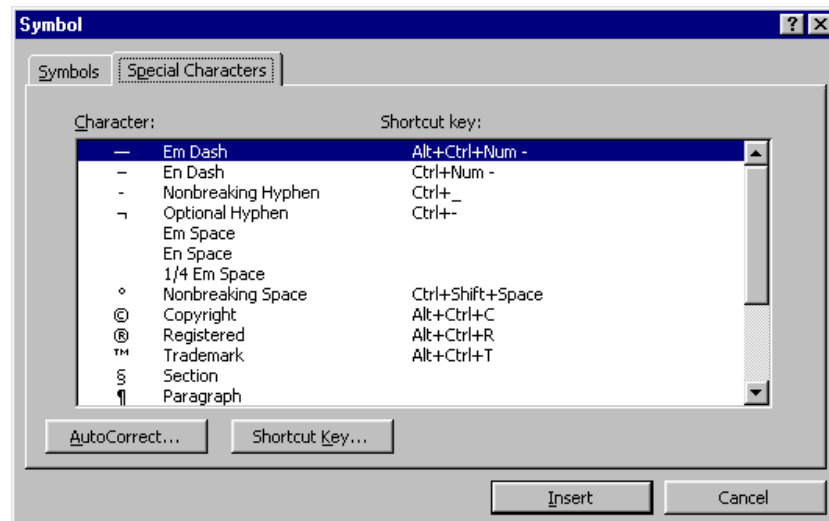 Symbol
Symbols Special Characters
Character: Shortcut key:
— Em Dash Alt+Ctrl+Num -
– En Dash Ctrl+Num -
- Nonbreaking Hyphen Ctrl+_
¬ Optional Hyphen Ctrl+-
Em Space
En Space
1/4 Em Space
° Nonbreaking Space Ctrl+Shift+Space
© Copyright Alt+Ctrl+C
® Registered Alt+Ctrl+R
™ Trademark Alt+Ctrl+T
§ Section
¶ Paragraph
AutoCorrect... Shortcut Key...
Insert Cancel